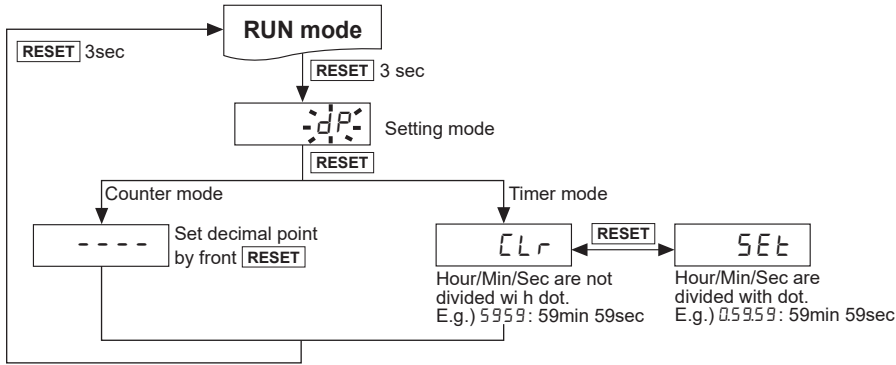 RUN mode
RESET 3sec
RESET 3 sec
dP
Setting mode
RESET
Counter mode
Timer mode
- - - -
Set decimal point
by front RESET
CLr
RESET
SEt
Hour/Min/Sec are not
divided wi h dot.
E.g.) 5959: 59min 59sec
Hour/Min/Sec are
divided with dot.
E.g.) 0.59.59: 59min 59sec